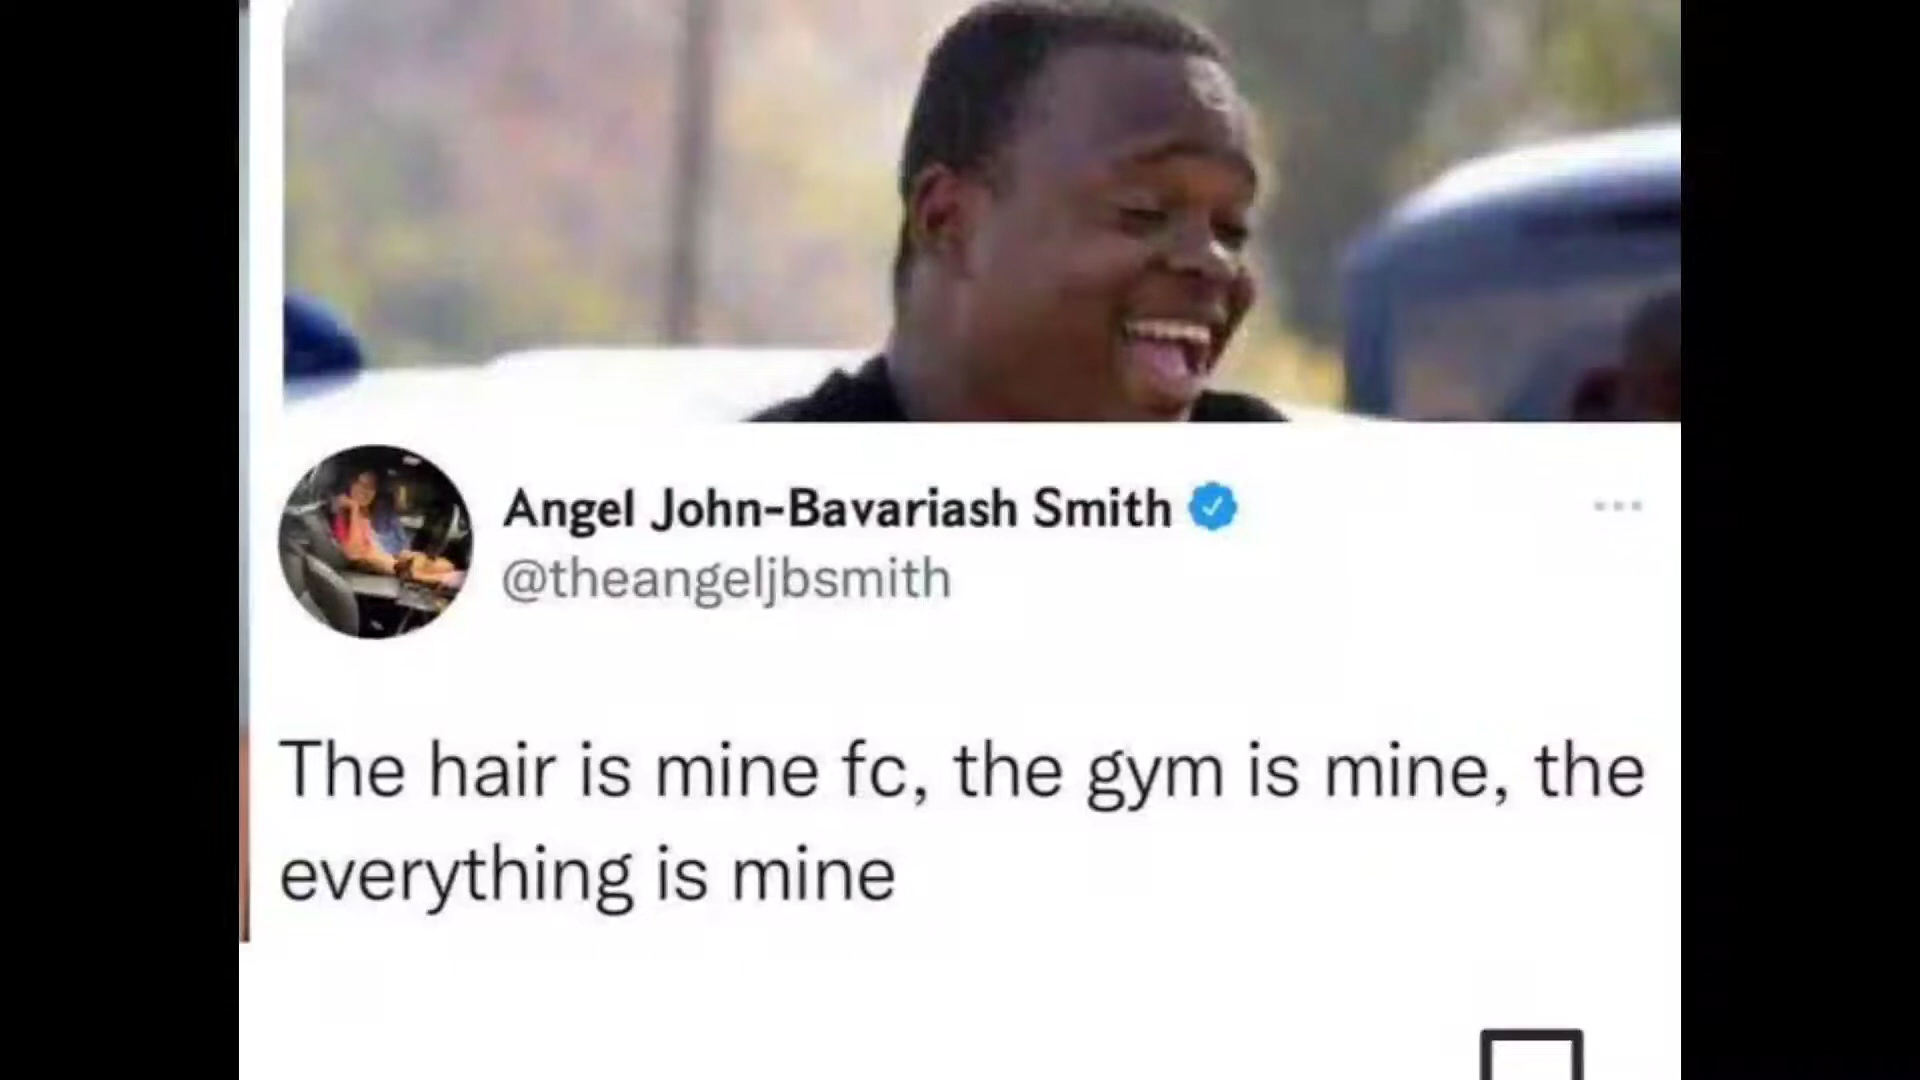 Angel John-Bavariash Smith
@theangeljbsmith
The hair is mine fc, the gym is mine, the
everything is mine